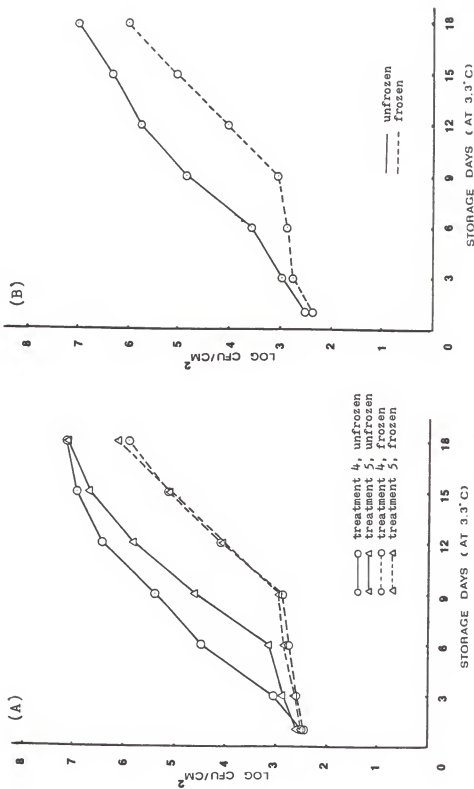 (A)
LOG CFU/CM²
7
6
5
4
3
2
1
0
3
6
9
12
15
18
STORAGE DAYS (AT 3.3°C)
treatment 4, unfrozen
treatment 5, unfrozen
treatment 4, frozen
treatment 5, frozen
(B)
LOG CFU/CM²
7
6
5
4
3
2
1
0
3
6
9
12
15
18
STORAGE DAYS (AT 3.3°C)
unfrozen
frozen